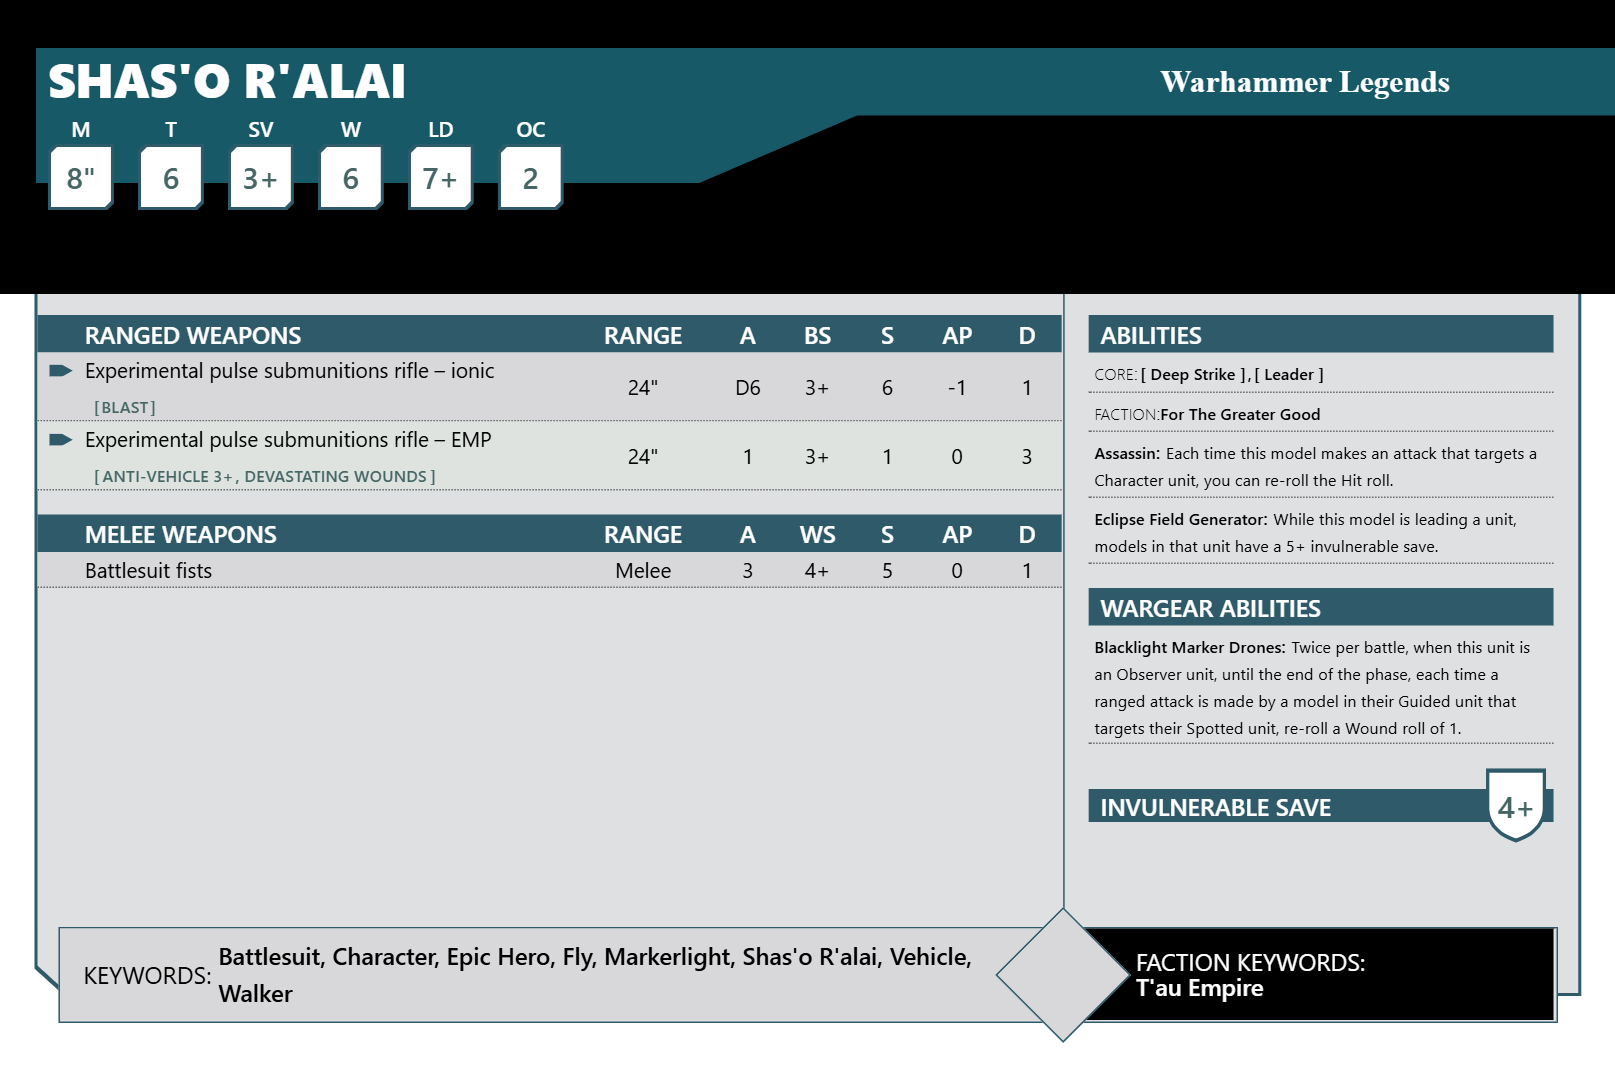 SHAS'O R'ALAI
Warhammer Legends
M T SV W LD OC
8" 6 3+ 6 7+ 2
RANGED WEAPONS RANGE A BS S AP D
Experimental pulse submunitions rifle – ionic
[BLAST]
24" D6 3+ 6 -1 1
Experimental pulse submunitions rifle – EMP
[ANTI-VEHICLE 3+, DEVASTATING WOUNDS]
24" 1 3+ 1 0 3
MELEE WEAPONS RANGE A WS S AP D
Battlesuit fists Melee 3 4+ 5 0 1
ABILITIES
CORE: [ Deep Strike ],[ Leader ]
FACTION:For The Greater Good
Assassin: Each time this model makes an attack that targets a
Character unit, you can re-roll the Hit roll.
Eclipse Field Generator: While this model is leading a unit,
models in that unit have a 5+ invulnerable save.
WARGEAR ABILITIES
Blacklight Marker Drones: Twice per battle, when this unit is
an Observer unit, until the end of the phase, each time a
ranged attack is made by a model in their Guided unit that
targets their Spotted unit, re-roll a Wound roll of 1.
INVULNERABLE SAVE 4+
KEYWORDS: Battlesuit, Character, Epic Hero, Fly, Markerlight, Shas'o R'alai, Vehicle,
Walker
FACTION KEYWORDS:
T'au Empire